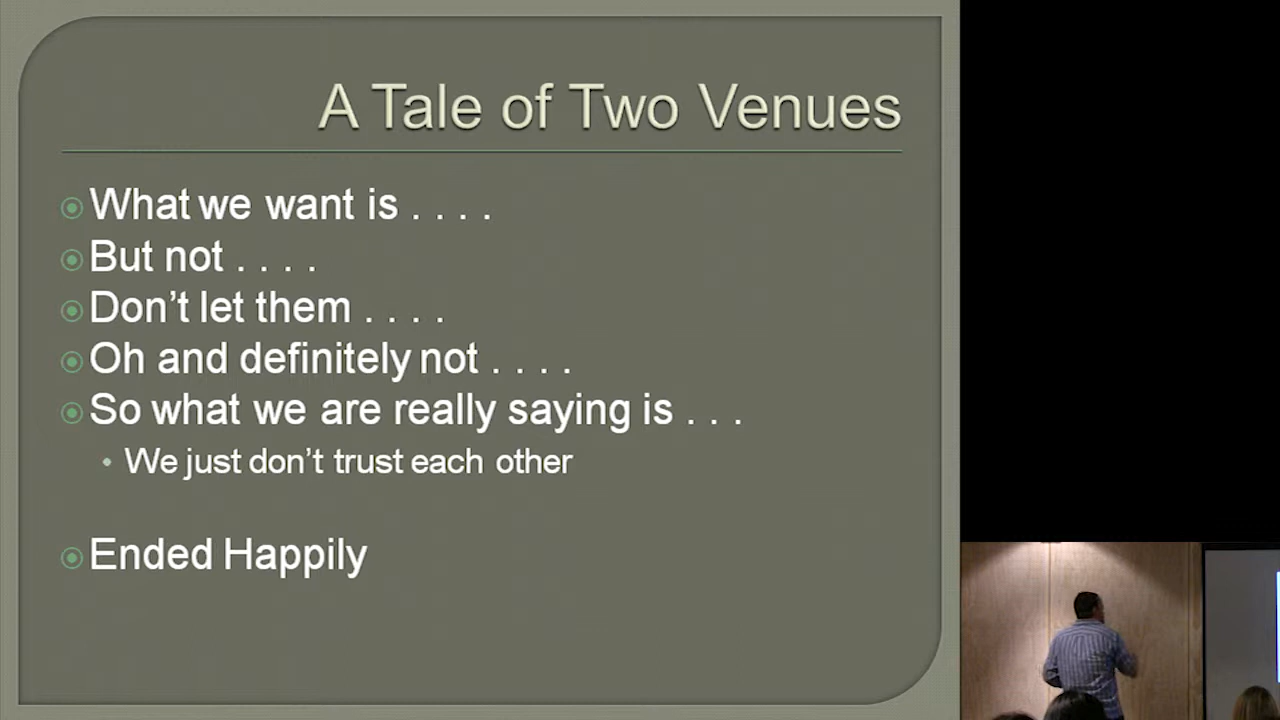 A Tale of Two Venues
What we want is . . . .
But not . . . .
Don't let them . . . .
Oh and definitely not . . . .
So what we are really saying is . . .
We just don't trust each other
Ended Happily